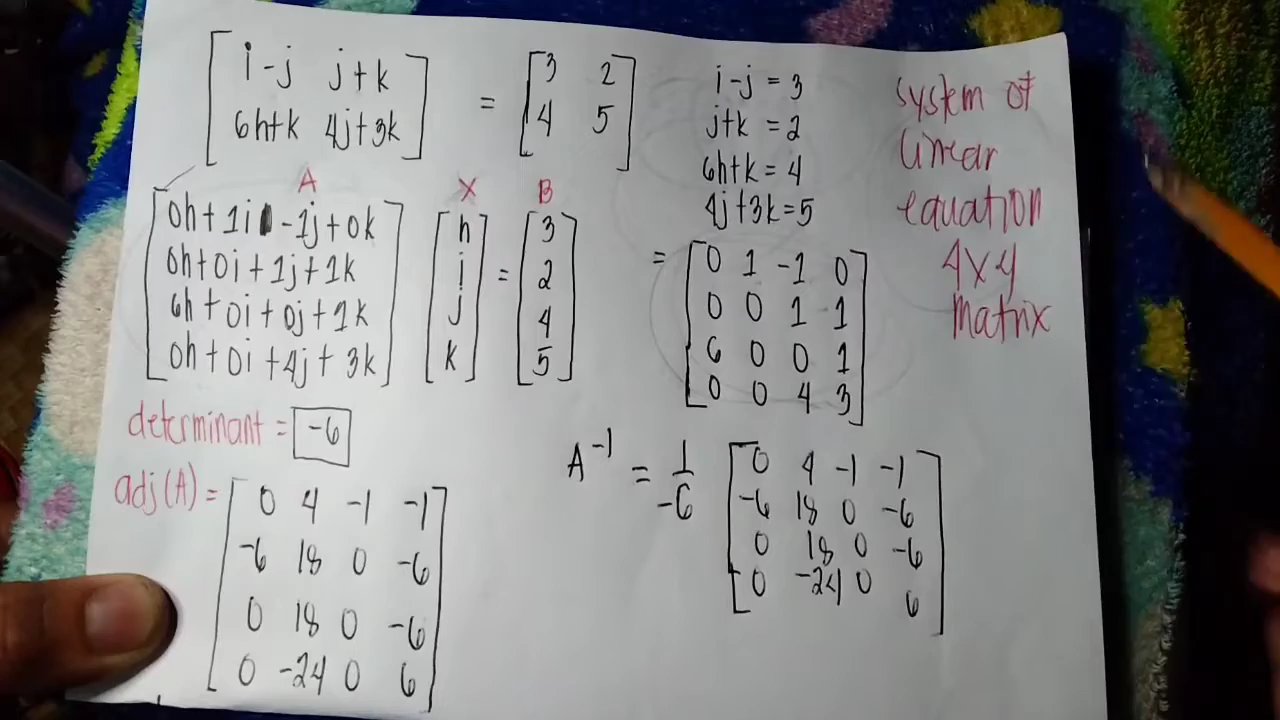 i-j j+k = 3 2
6h+k 4j+3k 4 5
i-j = 3
j+k = 2
6h+k = 4
4j+3k=5
system of
linear
equation
4x4
matrix
A X B
0h+1i -1j+0k h 3
0h+0i+1j+1k i = 2
6h+0i+0j+1k j 4
0h+0i+4j+3k k 5
= 0 1 -1 0
0 0 1 1
6 0 0 1
0 0 4 3
determinant = -6
adj(A) = 0 4 -1 -1
-6 18 0 -6
0 18 0 -6
0 -24 0 6
A-1 = 1/-6 0 4 -1 -1
-6 18 0 -6
0 18 0 -6
0 -24 0 6